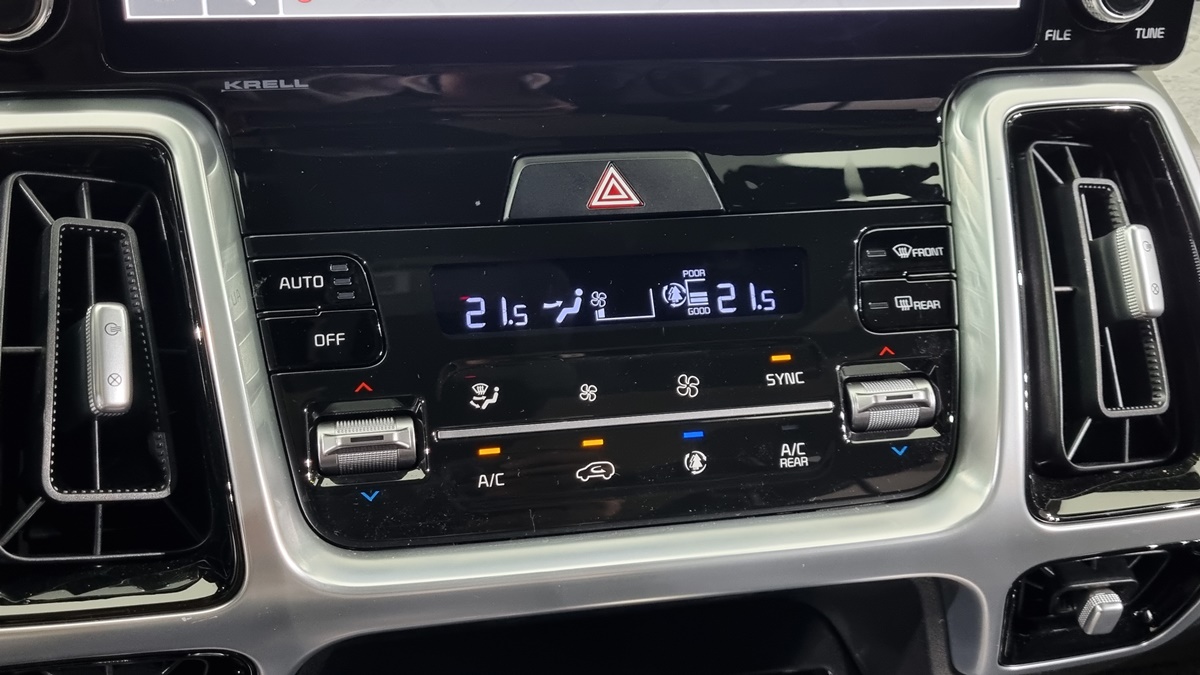 FILE
TUNE
KRELL
AUTO
OFF
21.5
POOR
GOOD
21.5
FRONT
REAR
SYNC
A/C
A/C
REAR